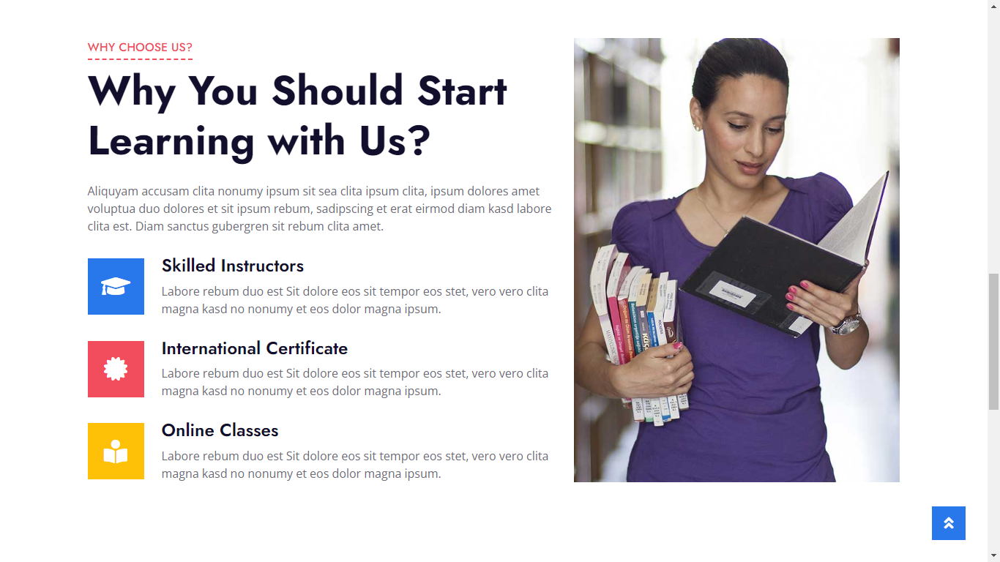 WHY CHOOSE US?
Why You Should Start
Learning with Us?
Aliquyam accusam clita nonumy ipsum sit sea clita ipsum clita, ipsum dolores amet
voluptua duo dolores et sit ipsum rebum, sadipscing et erat eirmod diam kasd labore
clita est. Diam sanctus gubergren sit rebum clita amet.
Skilled Instructors
Labore rebum duo est Sit dolore eos sit tempor eos stet, vero vero clita
magna kasd no nonumy et eos dolor magna ipsum.
International Certificate
Labore rebum duo est Sit dolore eos sit tempor eos stet, vero vero clita
magna kasd no nonumy et eos dolor magna ipsum.
Online Classes
Labore rebum duo est Sit dolore eos sit tempor eos stet, vero vero clita
magna kasd no nonumy et eos dolor magna ipsum.